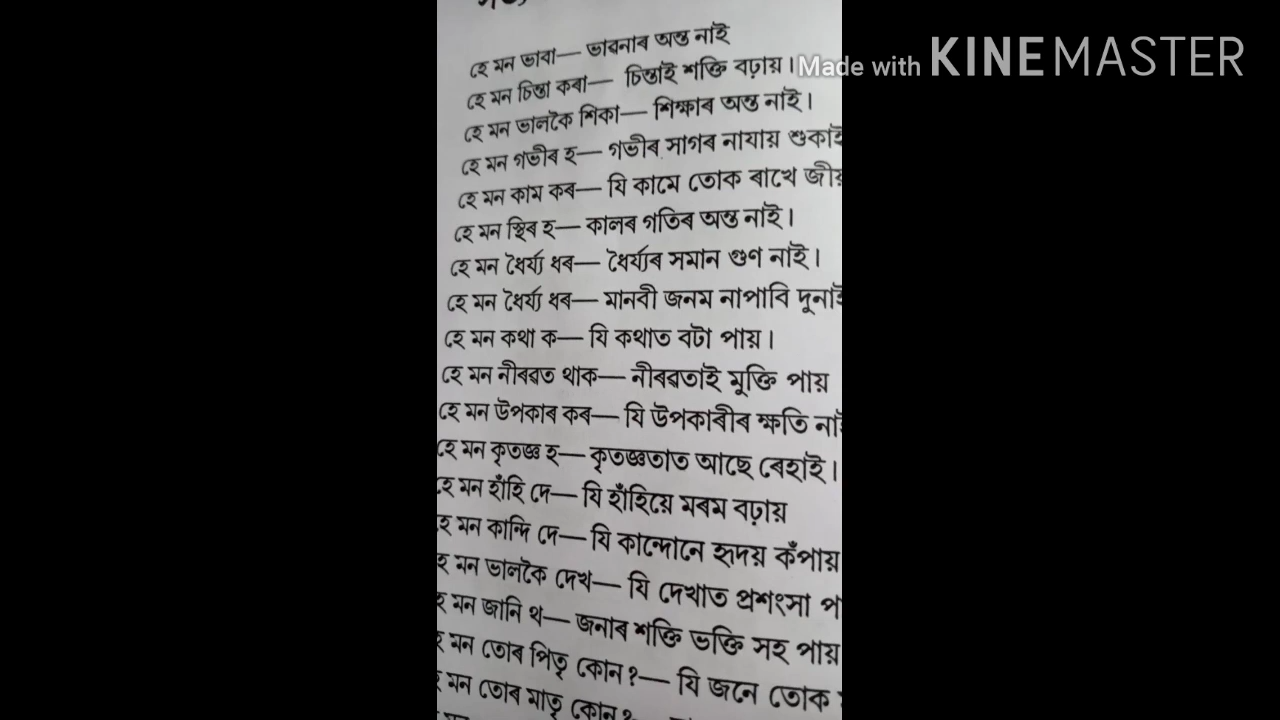 হে মন ভাবা— ভাবনাৰ অন্ত নাই
হে মন চিন্তা কৰা— চিন্তাই শক্তি বঢ়ায়।
Made with KINEMASTER
হে মন ভালকৈ শিকা— শিক্ষাৰ অন্ত নাই।
হে মন গভীৰ হ— গভীৰ সাগৰ নাযায় শুকাই
হে মন কাম কৰ— যি কামে তোক ৰাখে
হে মন স্থিৰ হ— কালৰ গতিৰ অন্ত নাই।
হে মন ধৈৰ্য্য ধৰ— ধৈৰ্য্যৰ সমান গুণ নাই।
হে মন ধৈৰ্য্য ধৰ— মানবী জনম নাপাবি দুনাই
হে মন কথা ক— যি কথাত বটা পায়।
হে মন নীৰৱত থাক— নীৰৱতাই মুক্তি পায়
হে মন উপকাৰ কৰ— যি উপকাৰীৰ ক্ষতি নাই
হে মন কৃতজ্ঞ হ— কৃতজ্ঞতাত আছে ৰেহাই।
হে মন হাঁহি দে— যি হাঁহিয়ে মৰম বঢ়ায়
হে মন কান্দি দে— যি কান্দোনে হৃদয় কঁপায়
হে মন ভালকৈ দেখ— যি দেখাত প্ৰশংসা
হে মন জানি থ— জনাৰ শক্তি ভক্তি সহ পায়
মন তোৰ পিতৃ কোন?— যি জনে তোক
মন তোৰ মাতৃ কোন?—